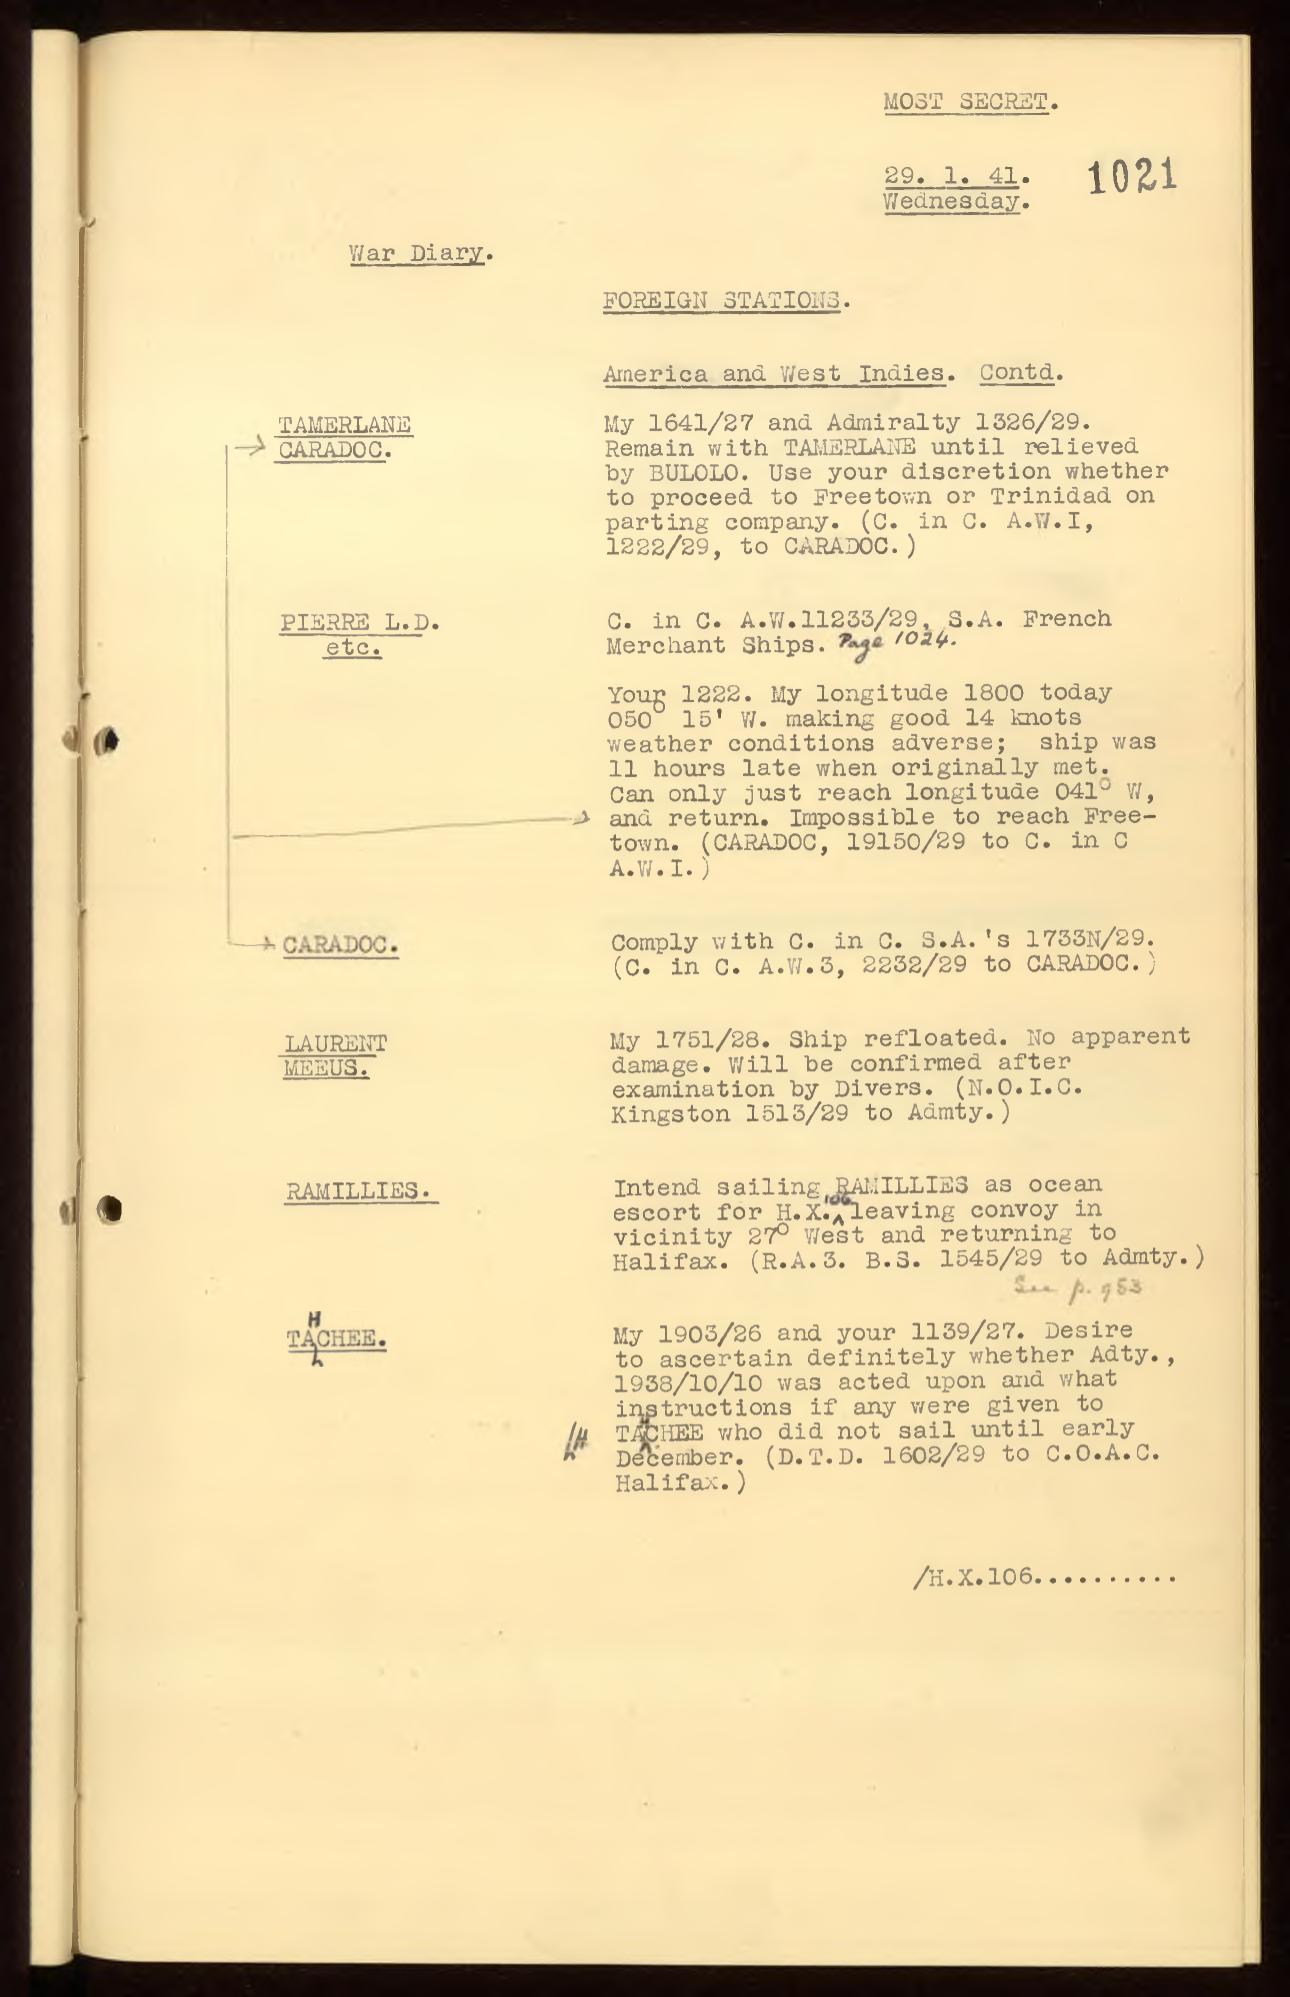 MOST SECRET.
29. 1. 41. 1021
Wednesday.
War Diary.
FOREIGN STATIONS.
America and West Indies. Contd.
TAMERLANE
CARADOC.
My 1641/27 and Admiralty 1326/29.
Remain with TAMERLANE until relieved
by BULOLO. Use your discretion whether
to proceed to Freetown or Trinidad on
parting company. (C. in C. A.W.I,
1222/29, to CARADOC.)
PIERRE L.D.
etc.
C. in C. A.W.11233/29, S.A. French
Merchant Ships. Page 1024.
Your 1222. My longitude 1800 today
050° 15' W. making good 14 knots
weather conditions adverse; ship was
11 hours late when originally met.
Can only just reach longitude 041° W,
and return. Impossible to reach Free-
town. (CARADOC, 19150/29 to C. in C
A.W.I.)
CARADOC.
Comply with C. in C. S.A.'s 1733N/29.
(C. in C. A.W.3, 2232/29 to CARADOC.)
LAURENT
MEEUS.
My 1751/28. Ship refloated. No apparent
damage. Will be confirmed after
examination by Divers. (N.O.I.C.
Kingston 1513/29 to Admty.)
RAMILLIES.
Intend sailing RAMILLIES as ocean
escort for H.X. 106 leaving convoy in
vicinity 27° West and returning to
Halifax. (R.A.3. B.S. 1545/29 to Admty.)
See p. 983
TAHCHEE.
My 1903/26 and your 1139/27. Desire
to ascertain definitely whether Adty.,
1938/10/10 was acted upon and what
instructions if any were given to
H/ TAHCHEE who did not sail until early
December. (D.T.D. 1602/29 to C.O.A.C.
Halifax.)
/H.X.106..........